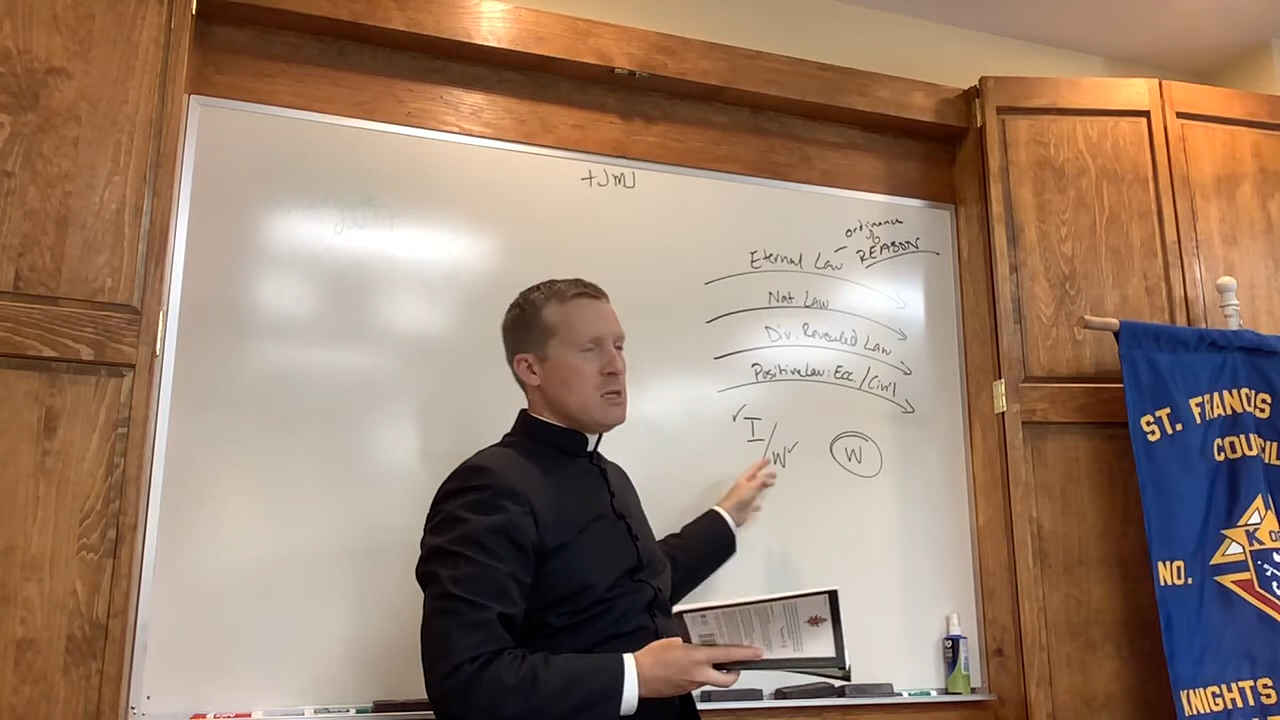 +JMJ
ordinance
of
Eternal Law - REASON
Nat. Law
Div. Revealed Law
Positive Law: Ecc./Civil
I/W
W
ST. FRANCIS
COUNCIL
NO.
K OF
KNIGHTS